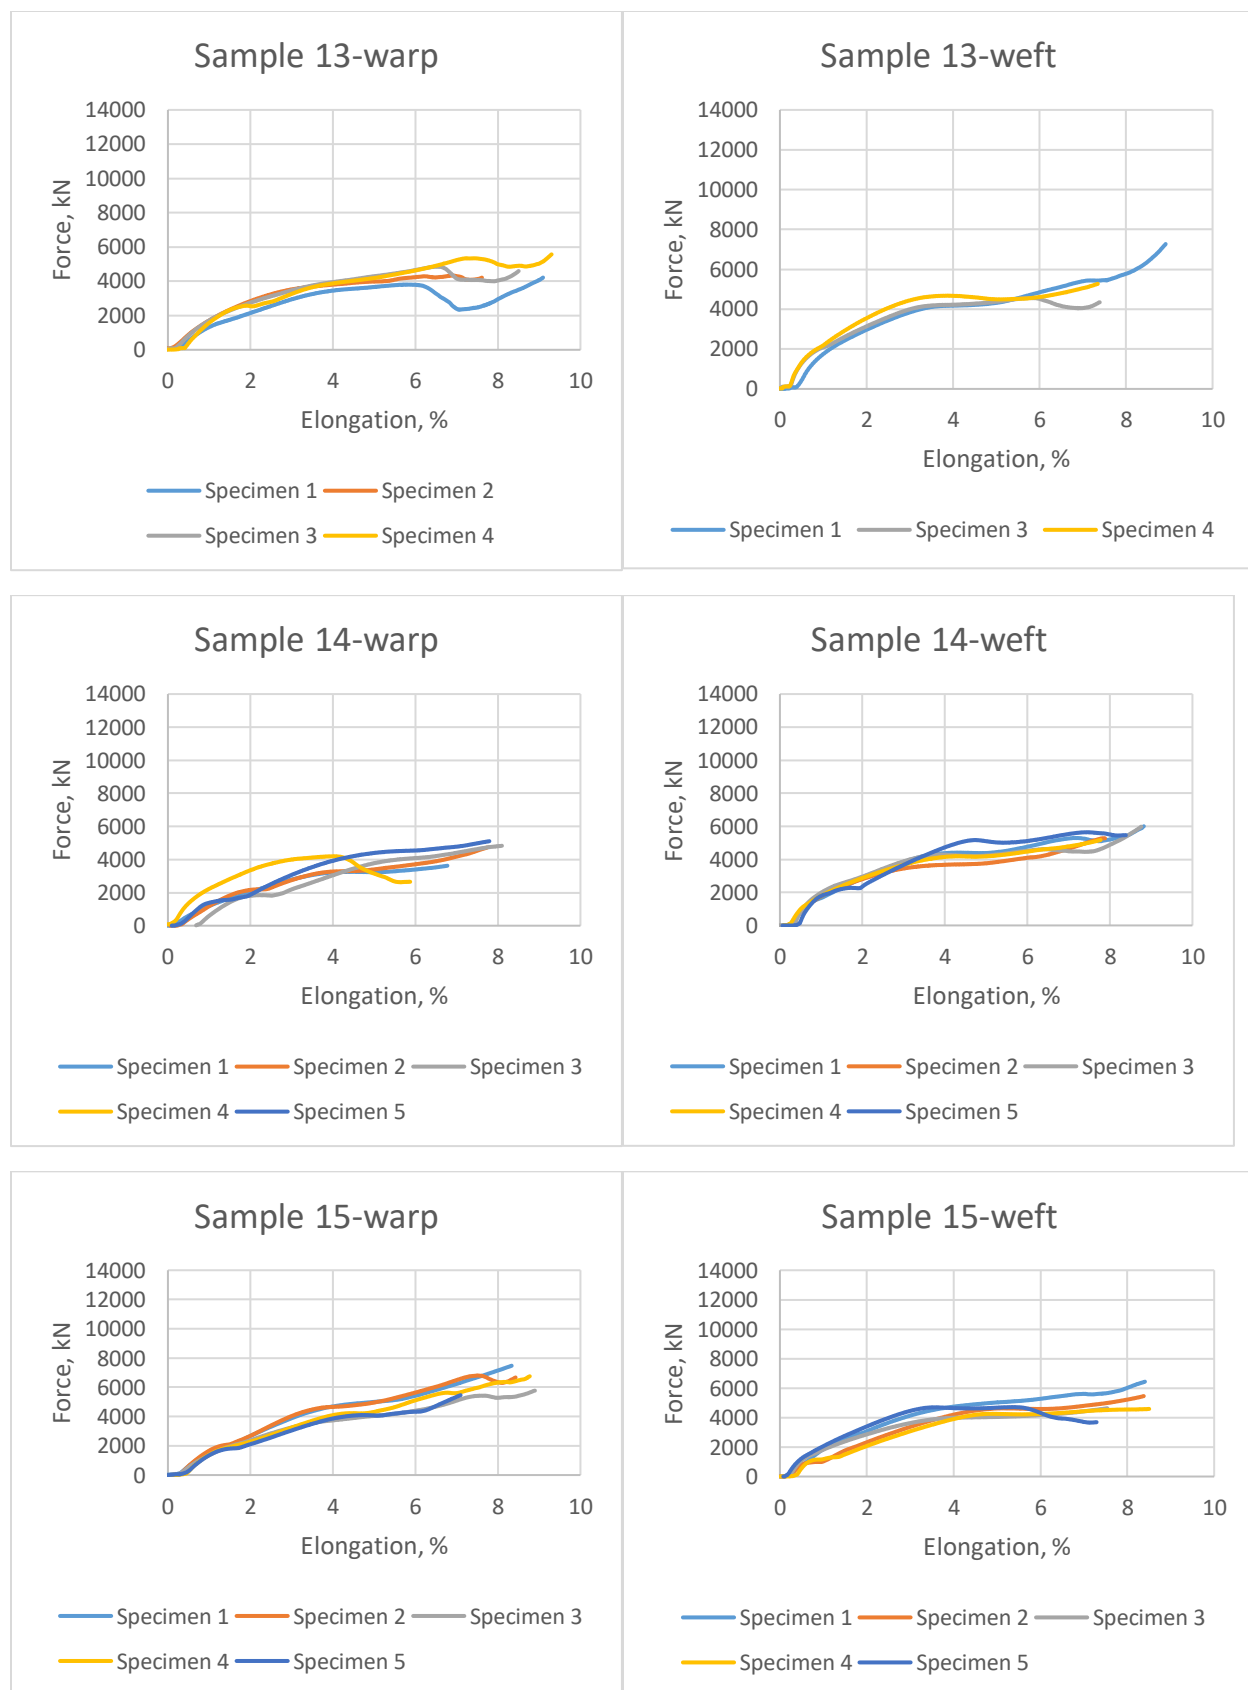 Sample 13-warp
14000
12000
10000
8000
6000
4000
2000
0
Force, kN
0 2 4 6 8 10
Elongation, %
Specimen 1 Specimen 2
Specimen 3 Specimen 4
Sample 13-weft
14000
12000
10000
8000
6000
4000
2000
0
Force, kN
0 2 4 6 8 10
Elongation, %
Specimen 1 Specimen 3 Specimen 4
Sample 14-warp
14000
12000
10000
8000
6000
4000
2000
0
Force, kN
0 2 4 6 8 10
Elongation, %
Specimen 1 Specimen 2 Specimen 3
Specimen 4 Specimen 5
Sample 14-weft
14000
12000
10000
8000
6000
4000
2000
0
Force, kN
0 2 4 6 8 10
Elongation, %
Specimen 1 Specimen 2 Specimen 3
Specimen 4 Specimen 5
Sample 15-warp
14000
12000
10000
8000
6000
4000
2000
0
Force, kN
0 2 4 6 8 10
Elongation, %
Specimen 1 Specimen 2 Specimen 3
Specimen 4 Specimen 5
Sample 15-weft
14000
12000
10000
8000
6000
4000
2000
0
Force, kN
0 2 4 6 8 10
Elongation, %
Specimen 1 Specimen 2 Specimen 3
Specimen 4 Specimen 5